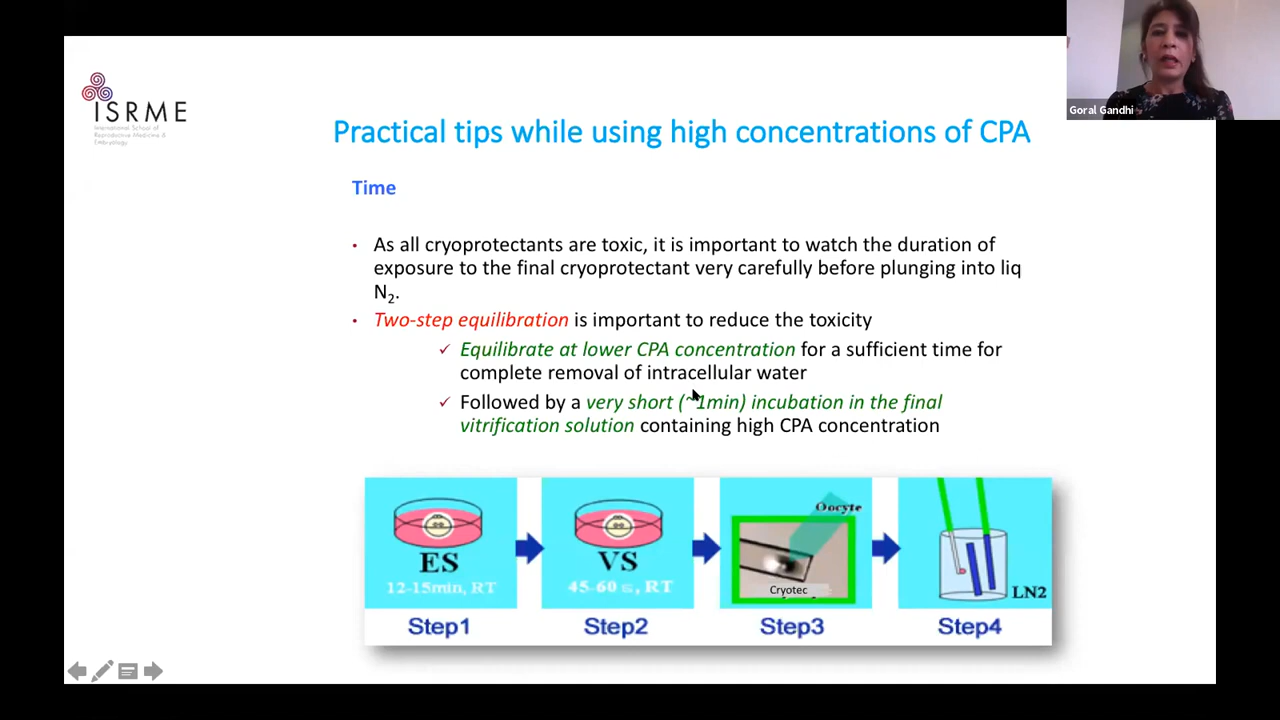 ISRME
International School of
Reproductive Medicine &
Embryology
Goral Gandhi
Practical tips while using high concentrations of CPA
Time
• As all cryoprotectants are toxic, it is important to watch the duration of
exposure to the final cryoprotectant very carefully before plunging into liq
N₂.
• Two-step equilibration is important to reduce the toxicity
✓ Equilibrate at lower CPA concentration for a sufficient time for
complete removal of intracellular water
✓ Followed by a very short (~1min) incubation in the final
vitrification solution containing high CPA concentration
ES
12-15min, RT
Step1
VS
45-60 s, RT
Step2
Oocyte
Cryotec
Step3
LN2
Step4